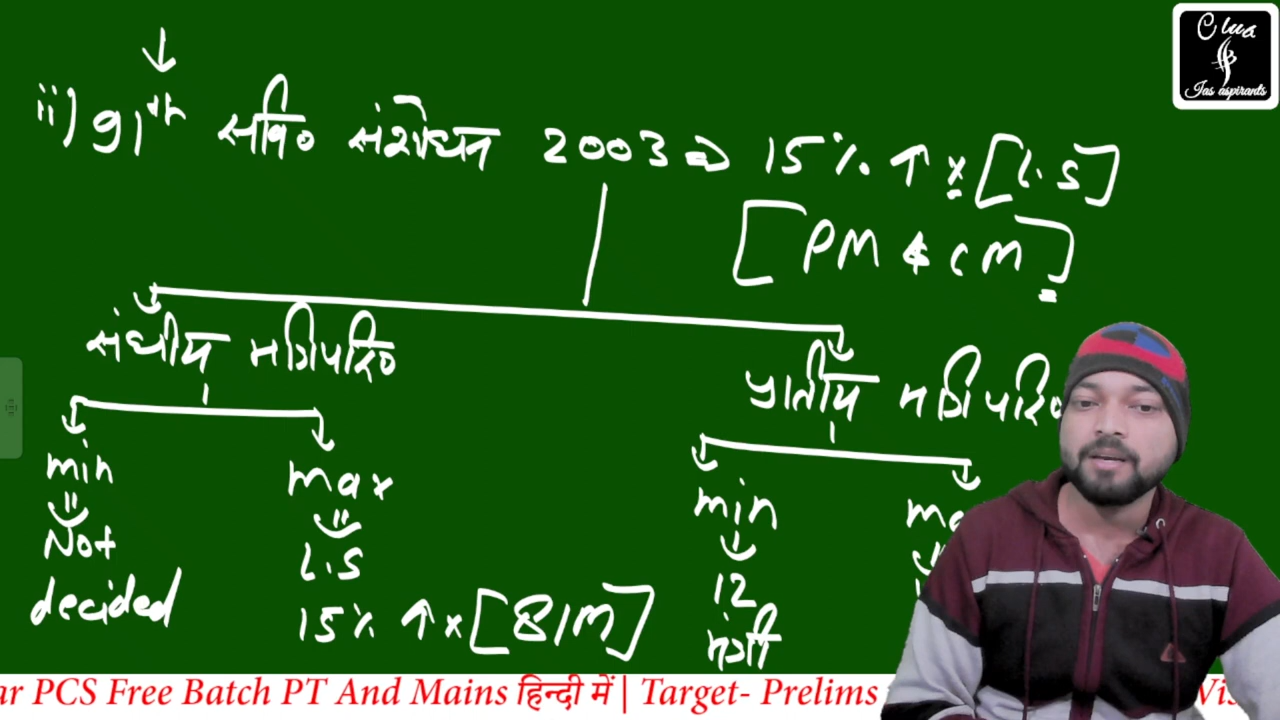 Clua
Ias aspirants
ii) 91th संवि० संशोधन 2003 ⇒ 15% ↑ × [L.S]
[PM & CM]
संघीय मंत्रिपरि०
प्रांतीय मंत्रिपरि०
min
max
min
Not
L.S
decided
15% ↑ × [81M]
12
मंत्री
ar PCS Free Batch PT And Mains हिन्दी में | Target- Prelims